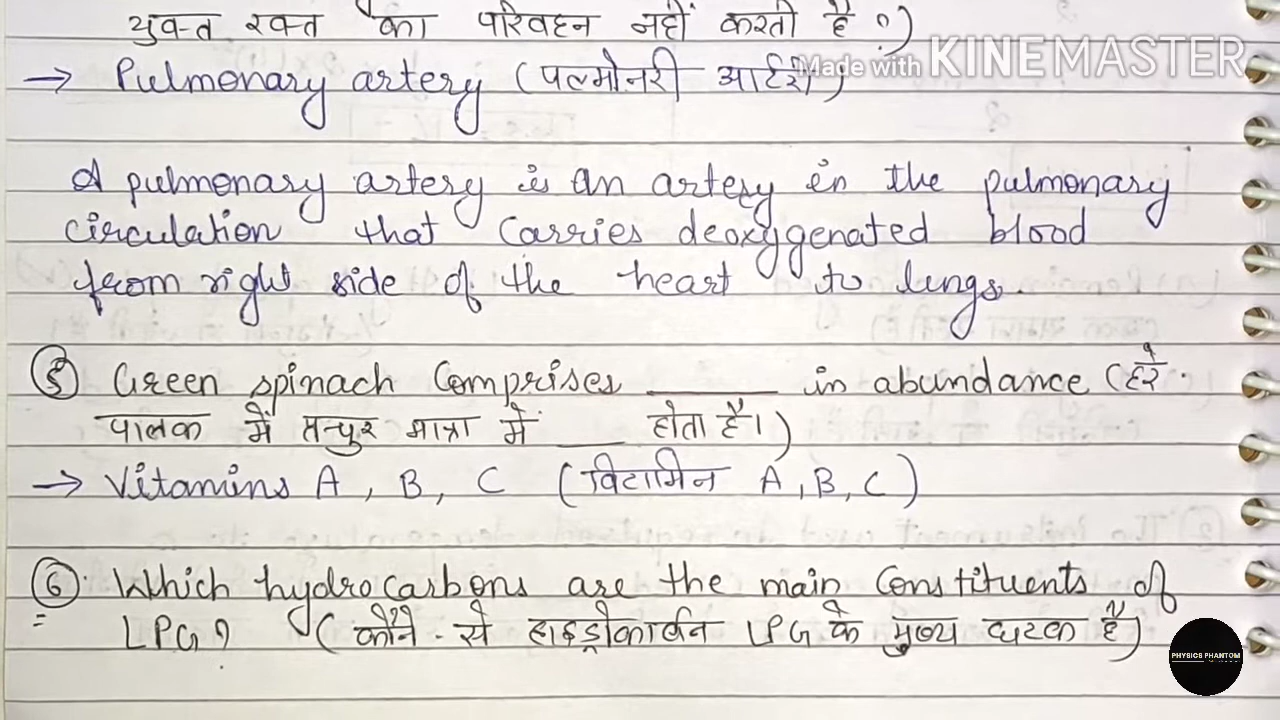 युक्त रक्त का परिवहन नहीं करती है ?)
Made with KINEMASTER
→ Pulmonary artery (पल्मोनरी आर्टरी)
A pulmonary artery is an artery in the pulmonary
circulation that carries deoxygenated blood
from right side of the heart to lungs.
⑤ Green spinach comprises ______ in abundance (हरे
पालक में प्रचुर मात्रा में ___ होता है।)
→ Vitamins A, B, C (विटामिन A, B, C)
⑥ Which hydrocarbons are the main constituents of
LPG? (कौन-से हाइड्रोकार्बन LPG के मुख्य घटक हैं)
PHYSICS PHANTOM